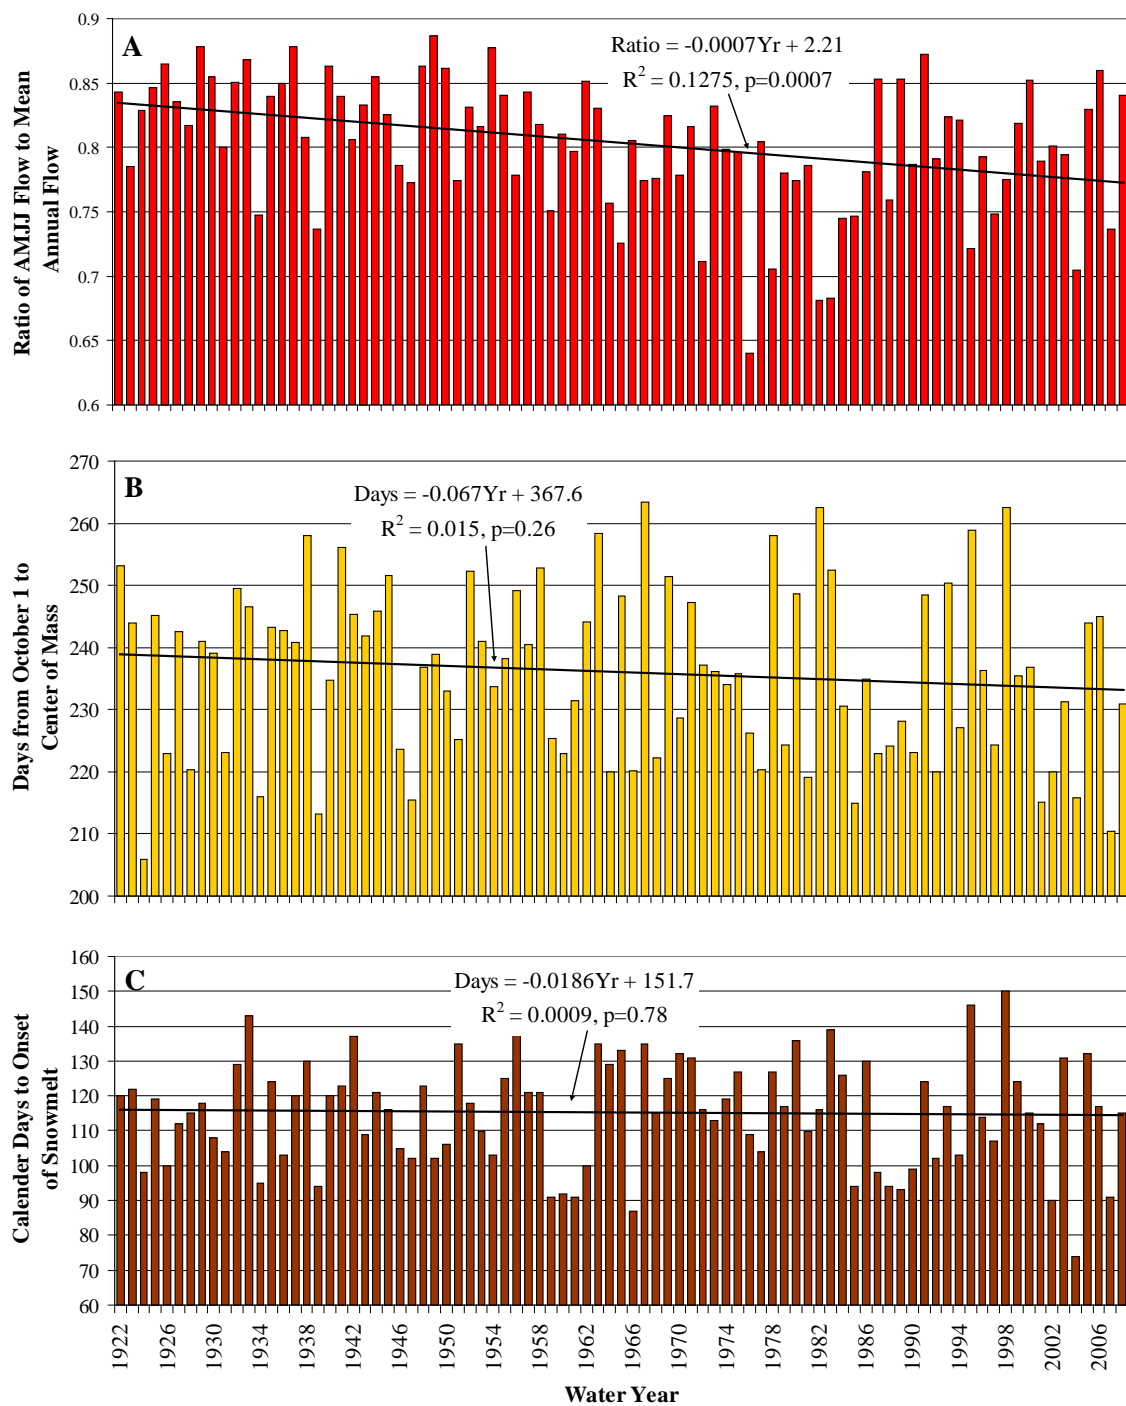 A
Ratio = -0.0007Yr + 2.21
R² = 0.1275, p=0.0007
0.9
0.85
0.8
0.75
0.7
0.65
0.6
Ratio of AMJJ Flow to Mean
Annual Flow
B
Days = -0.067Yr + 367.6
R² = 0.015, p=0.26
270
260
250
240
230
220
210
200
Days from October 1 to
Center of Mass
C
Days = -0.0186Yr + 151.7
R² = 0.0009, p=0.78
160
150
140
130
120
110
100
90
80
70
60
Calender Days to Onset
of Snowmelt
1922 1926 1930 1934 1938 1942 1946 1950 1954 1958 1962 1966 1970 1974 1978 1982 1986 1990 1994 1998 2002 2006
Water Year